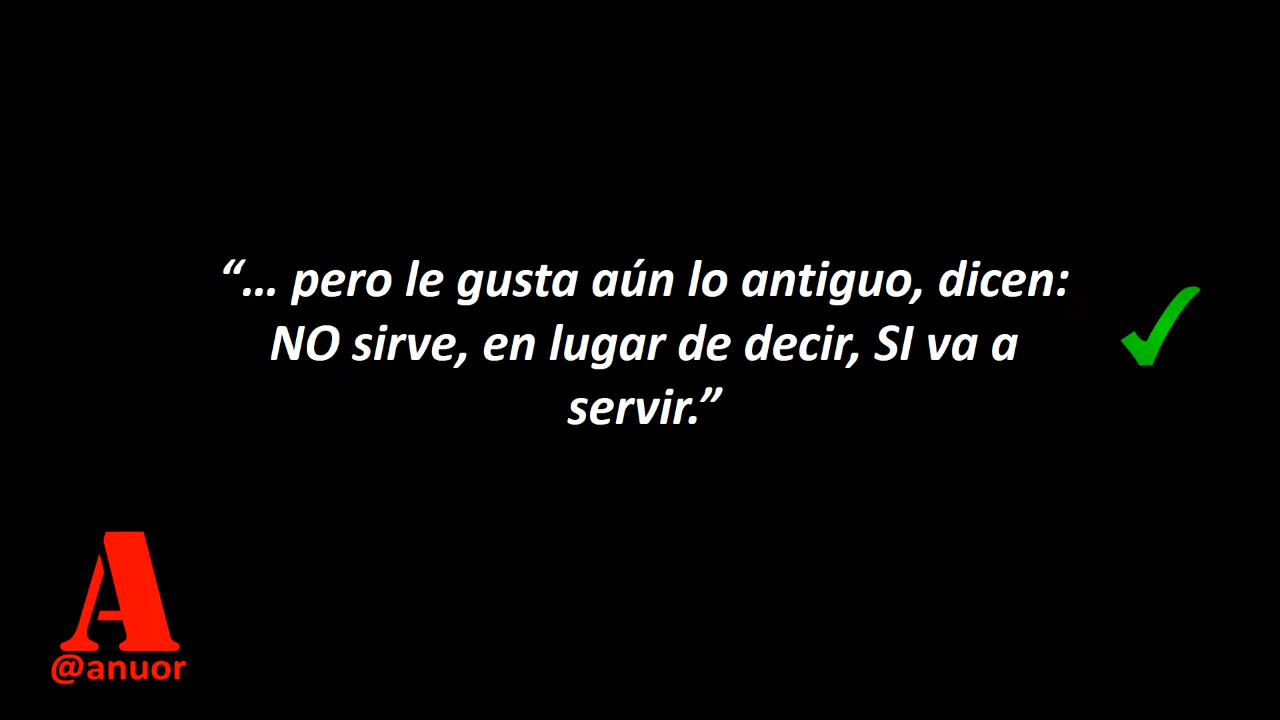 “… pero le gusta aún lo antiguo, dicen:
NO sirve, en lugar de decir, SI va a
servir.”
A
@anuor